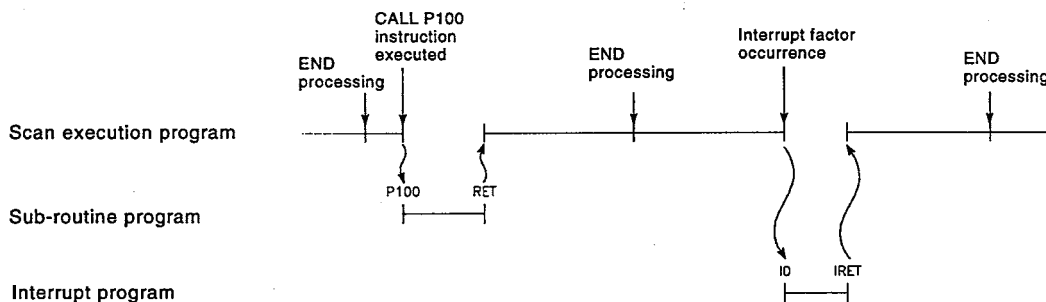 CALL P100
instruction
executed
END
processing
END
processing
Interrupt factor
occurrence
END
processing
Scan execution program
P100
RET
Sub-routine program
I0
IRET
Interrupt program